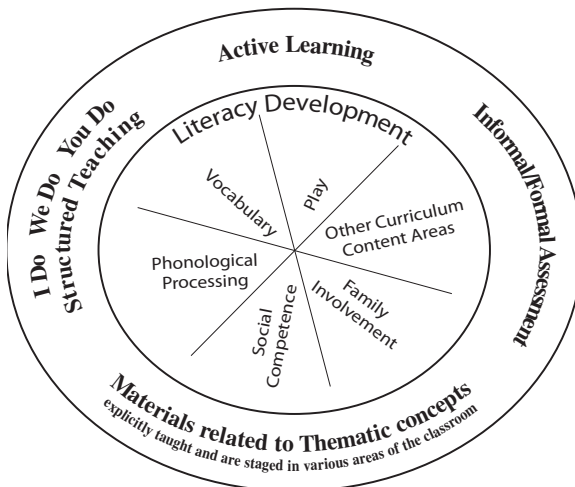 Active Learning
I Do We Do You Do
Structured Teaching
Informal/Formal Assessment
Literacy Development
Vocabulary
Play
Other Curriculum
Content Areas
Phonological
Processing
Social
Competence
Family
Involvement
Materials related to Thematic concepts
explicitly taught and are staged in various areas of the classroom